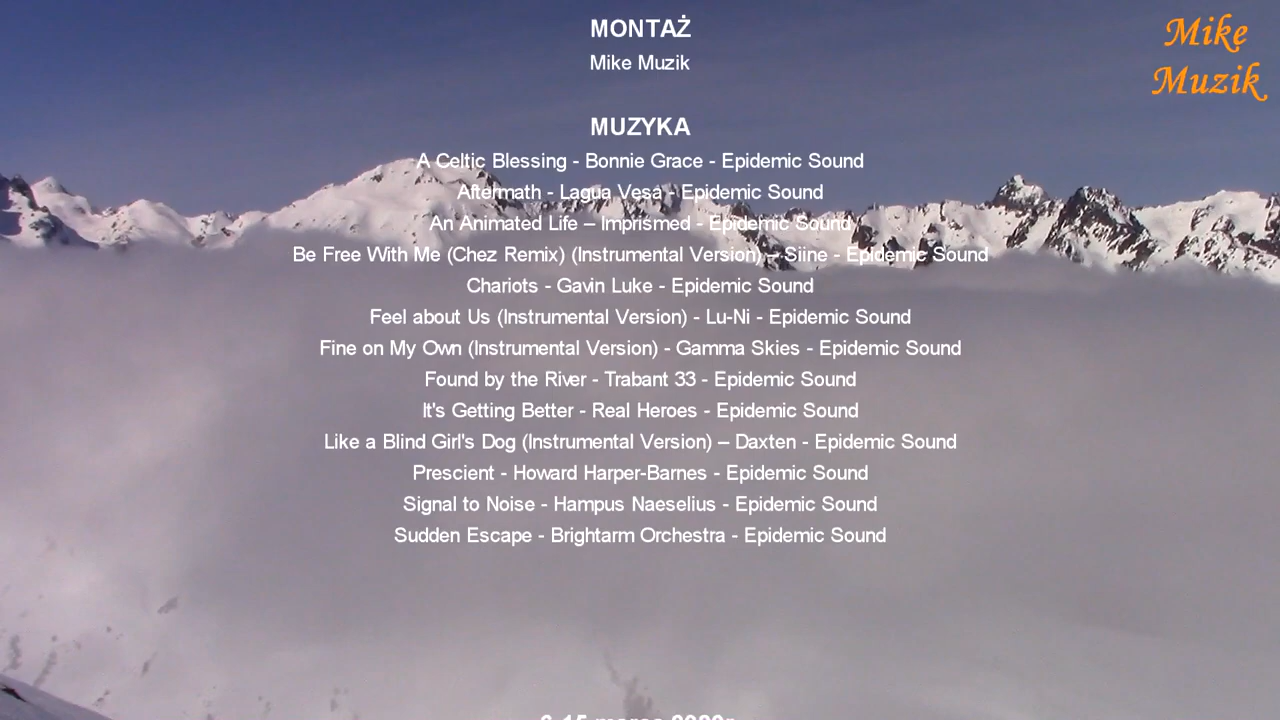 MONTAŻ
Mike Muzik
Mike
Muzik
MUZYKA
A Celtic Blessing - Bonnie Grace - Epidemic Sound
Aftermath - Lagua Vesa - Epidemic Sound
An Animated Life – Imprismed - Epidemic Sound
Be Free With Me (Chez Remix) (Instrumental Version) – Siine - Epidemic Sound
Chariots - Gavin Luke - Epidemic Sound
Feel about Us (Instrumental Version) - Lu-Ni - Epidemic Sound
Fine on My Own (Instrumental Version) - Gamma Skies - Epidemic Sound
Found by the River - Trabant 33 - Epidemic Sound
It's Getting Better - Real Heroes - Epidemic Sound
Like a Blind Girl's Dog (Instrumental Version) – Daxten - Epidemic Sound
Prescient - Howard Harper-Barnes - Epidemic Sound
Signal to Noise - Hampus Naeselius - Epidemic Sound
Sudden Escape - Brightarm Orchestra - Epidemic Sound